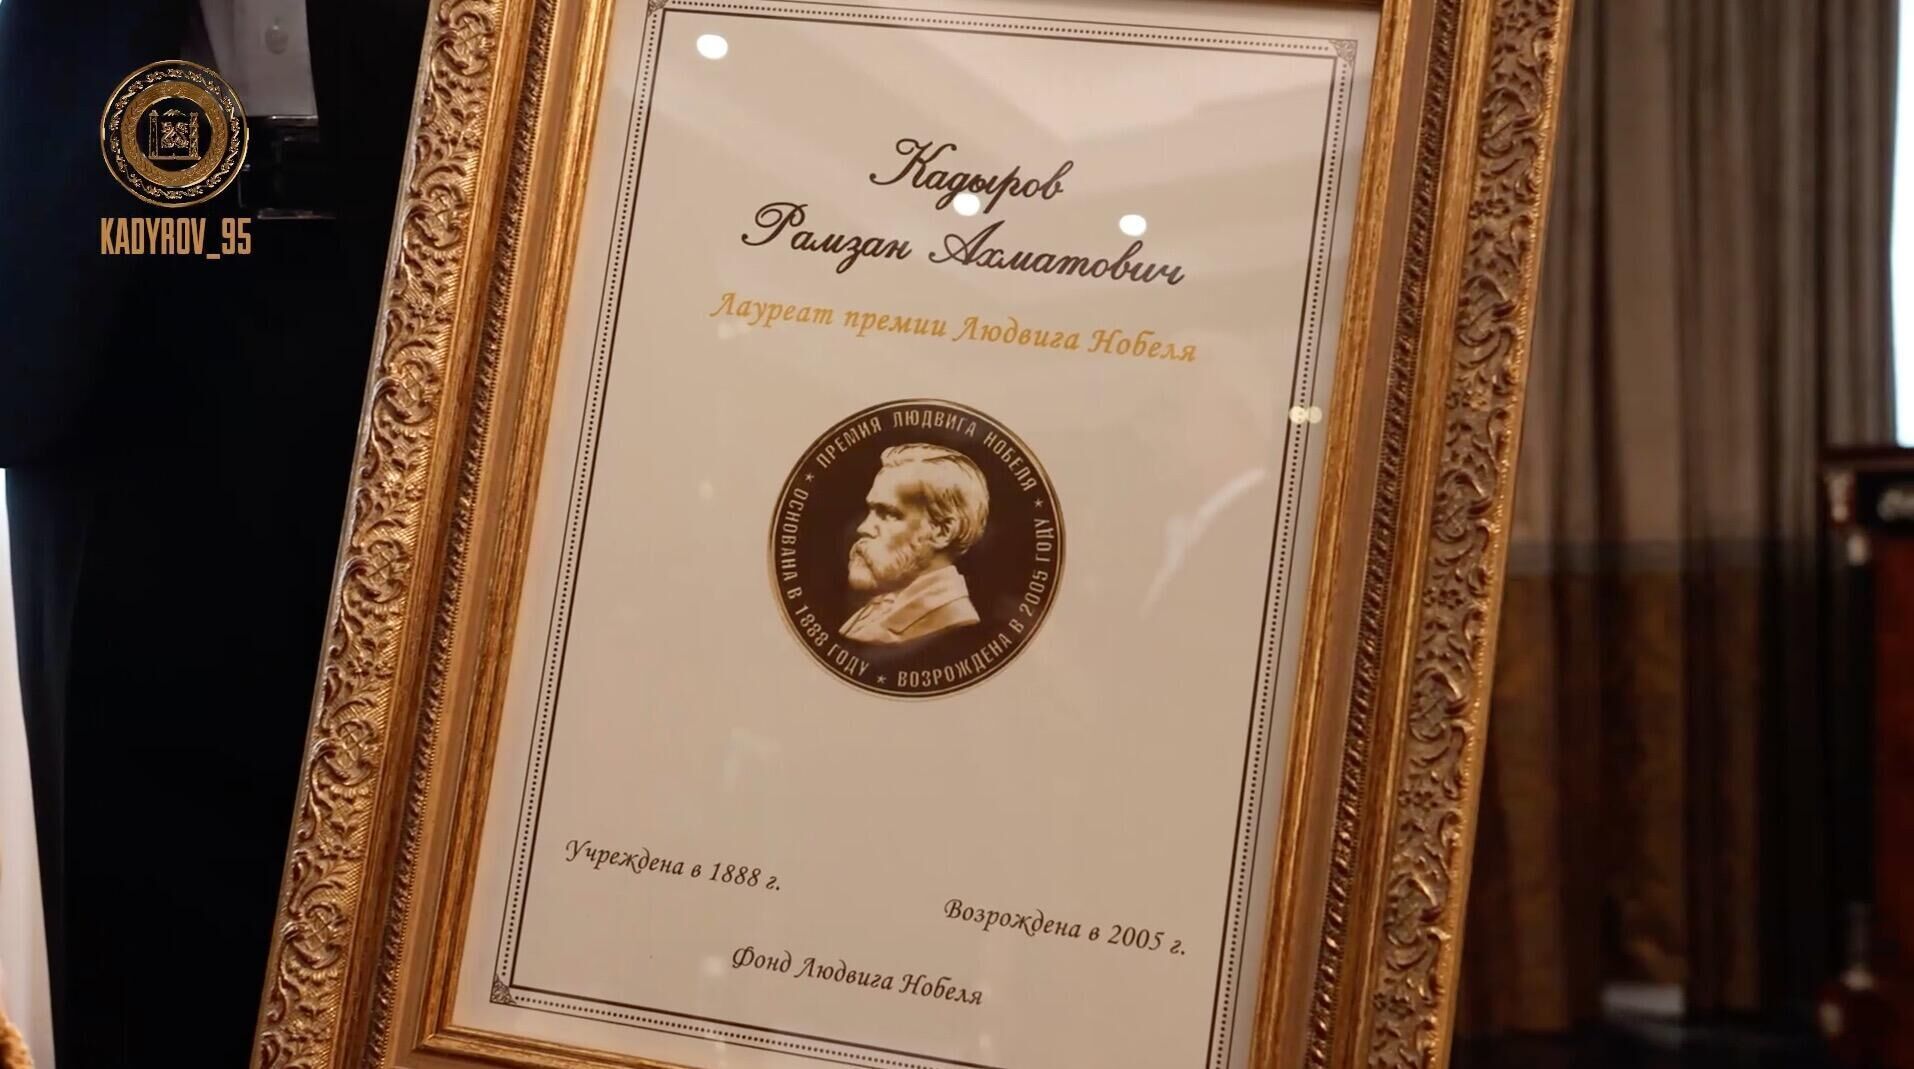 KADYROV_95
Кадыров
Рамзан Ахматович
Лауреат премии Людвига Нобеля
ПРЕМИЯ ЛЮДВИГА НОБЕЛЯ * ОСНОВАНА В 1888 ГОДУ * ВОЗРОЖДЕНА В 2005 ГОДУ *
Учреждена в 1888 г.
Возрождена в 2005 г.
Фонд Людвига Нобеля